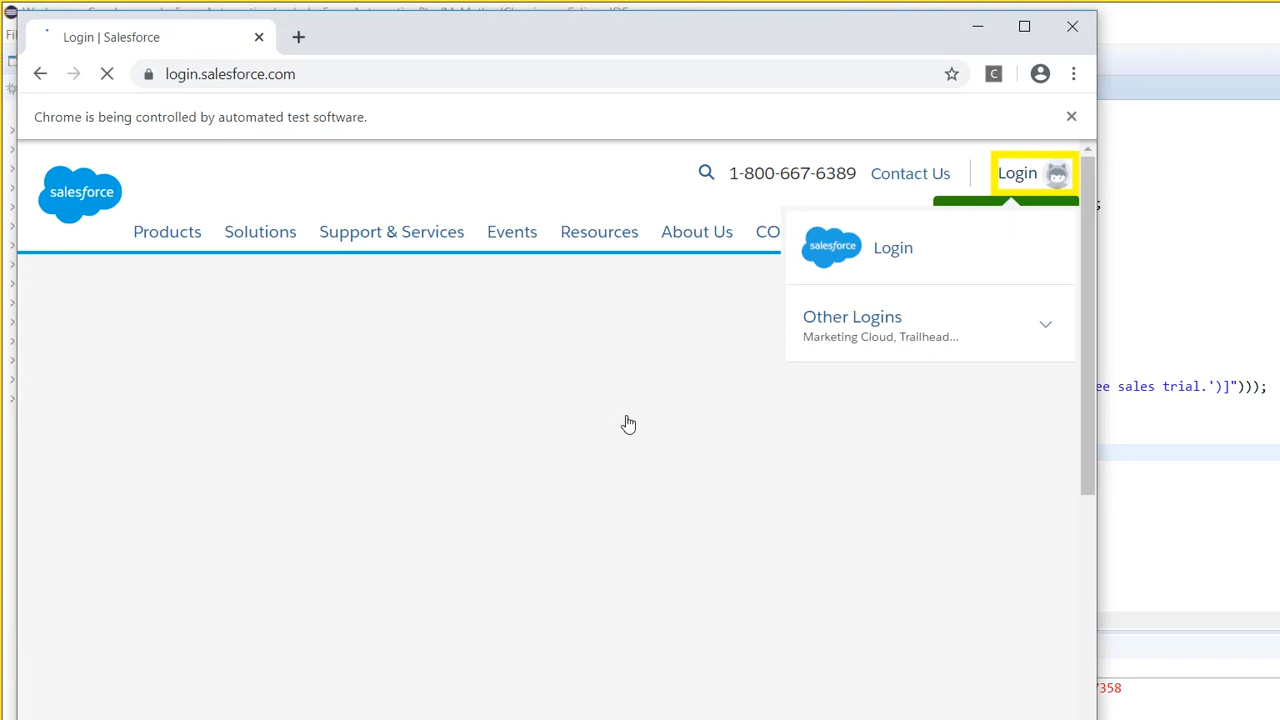 Login | Salesforce
login.salesforce.com
C
Chrome is being controlled by automated test software.
salesforce
1-800-667-6389
Contact Us
Login
Products
Solutions
Support & Services
Events
Resources
About Us
CO
salesforce
Login
Other Logins
Marketing Cloud, Trailhead...
;
ee sales trial.')]")));
358